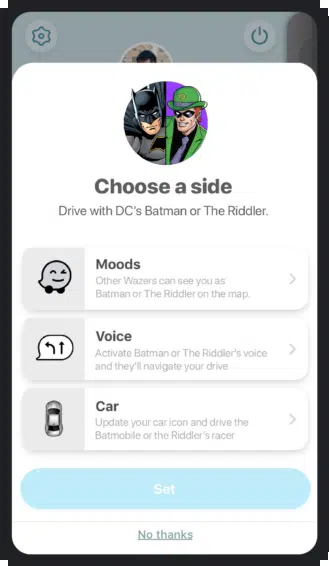 Choose a side
Drive with DC's Batman or The Riddler.
Moods
Other Wazers can see you as
Batman or The Riddler on the map.
Voice
Activate Batman or The Riddler's voice
and they'll navigate your drive
Car
Update your car icon and drive the
Batmobile or the Riddler's racer
Set
No thanks